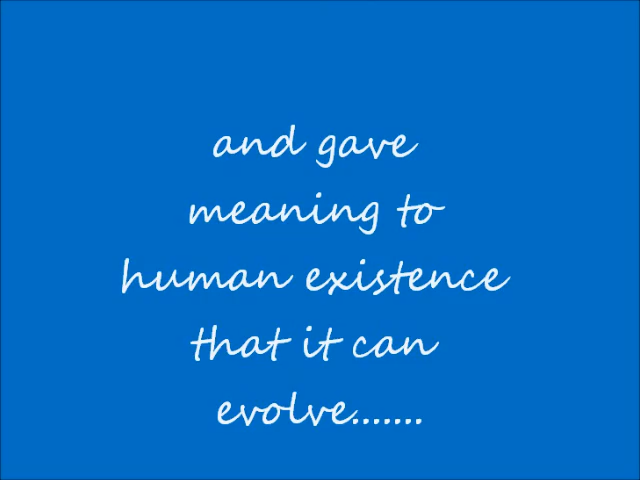 and gave
meaning to
human existence
that it can
evolve.......